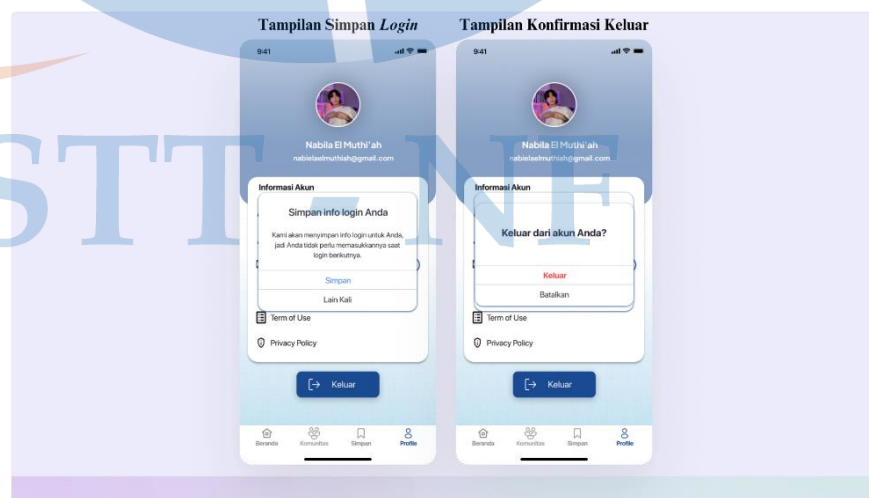 Tampilan Simpan Login
Tampilan Konfirmasi Keluar
STT - NF
9:41
Nabila El Muthi'ah
nabielaelmuthiah@gmail.com
Informasi Akun
Simpan info login Anda
Kami akan menyimpan info login untuk Anda,
jadi Anda tidak perlu memasukkannya saat
login berikutnya.
Simpan
Lain Kali
Term of Use
Privacy Policy
Keluar
Beranda
Komunitas
Simpan
Profile
9:41
Nabila El Muthi'ah
nabielaelmuthiah@gmail.com
Informasi Akun
Keluar dari akun Anda?
Keluar
Batalkan
Term of Use
Privacy Policy
Keluar
Beranda
Komunitas
Simpan
Profile